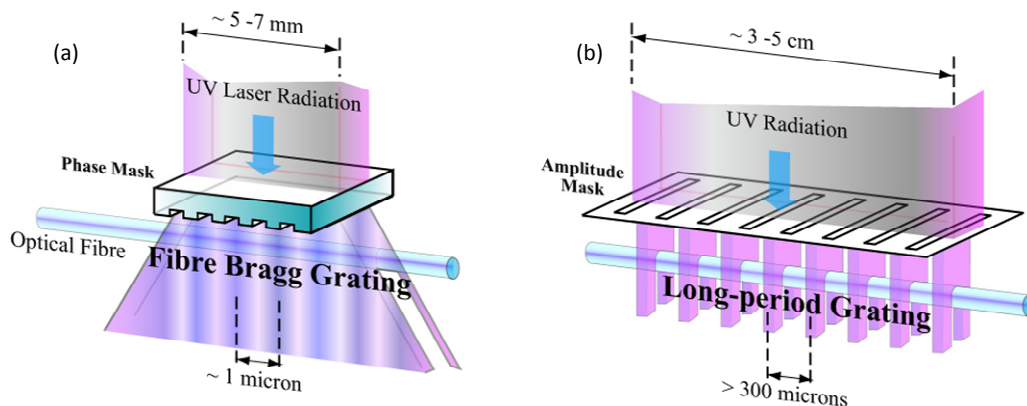 (a)
~ 5 -7 mm
UV Laser Radiation
Phase Mask
Optical Fibre
Fibre Bragg Grating
~ 1 micron
(b)
~ 3 -5 cm
UV Radiation
Amplitude
Mask
Long-period Grating
> 300 microns